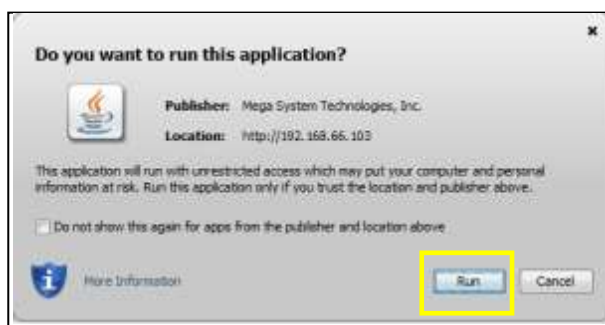 Do you want to run this application?
Publisher: Mega System Technologies, Inc.
Location: http://192.168.66.103
This application will run with unrestricted access which may put your computer and personal
information at risk. Run this application only if you trust the location and publisher above.
Do not show this again for apps from the publisher and location above
More Information
Run
Cancel